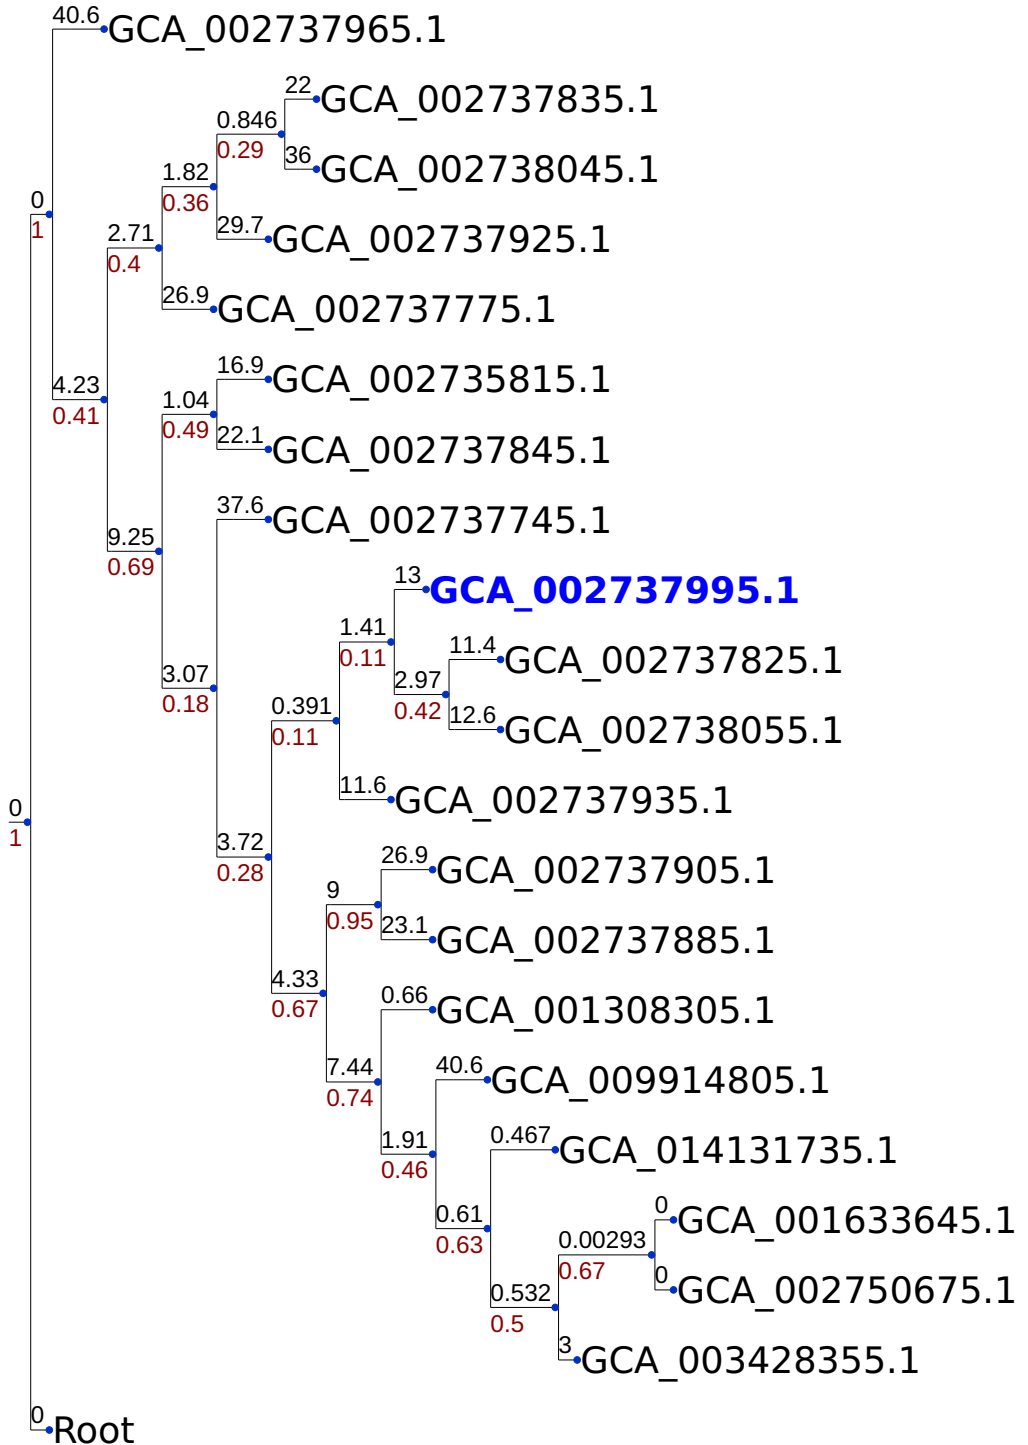 40.6
GCA_002737965.1
22
GCA_002737835.1
0.846
0.29
36
GCA_002738045.1
1.82
0.36
0
1
29.7
GCA_002737925.1
2.71
0.4
26.9
GCA_002737775.1
16.9
GCA_002735815.1
4.23
0.41
1.04
0.49
22.1
GCA_002737845.1
37.6
GCA_002737745.1
9.25
0.69
13
GCA_002737995.1
1.41
0.11
11.4
GCA_002737825.1
3.07
0.18
2.97
0.42
0.391
0.11
12.6
GCA_002738055.1
11.6
GCA_002737935.1
0
1
3.72
0.28
26.9
GCA_002737905.1
9
0.95
23.1
GCA_002737885.1
4.33
0.67
0.66
GCA_001308305.1
7.44
0.74
40.6
GCA_009914805.1
1.91
0.46
0.467
GCA_014131735.1
0.61
0.63
0
GCA_001633645.1
0.00293
0.67
0
GCA_002750675.1
0.532
0.5
3
GCA_003428355.1
0
Root